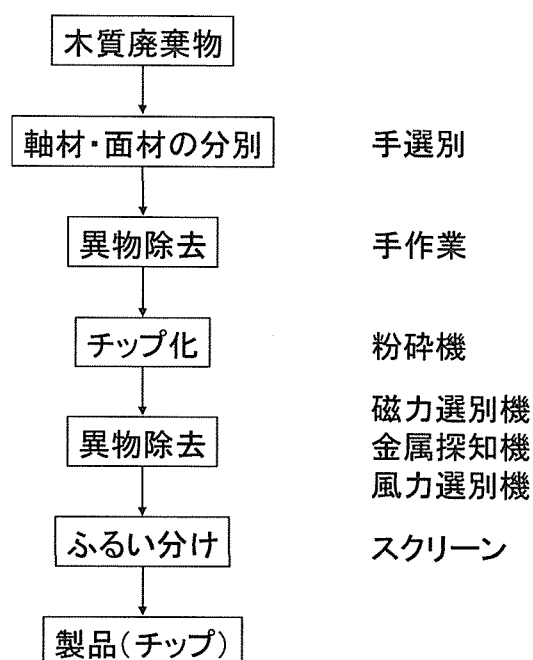 木質廃棄物
軸材・面材の分別 手選別
異物除去 手作業
チップ化 粉砕機
磁力選別機
異物除去 金属探知機
風力選別機
ふるい分け スクリーン
製品(チップ)